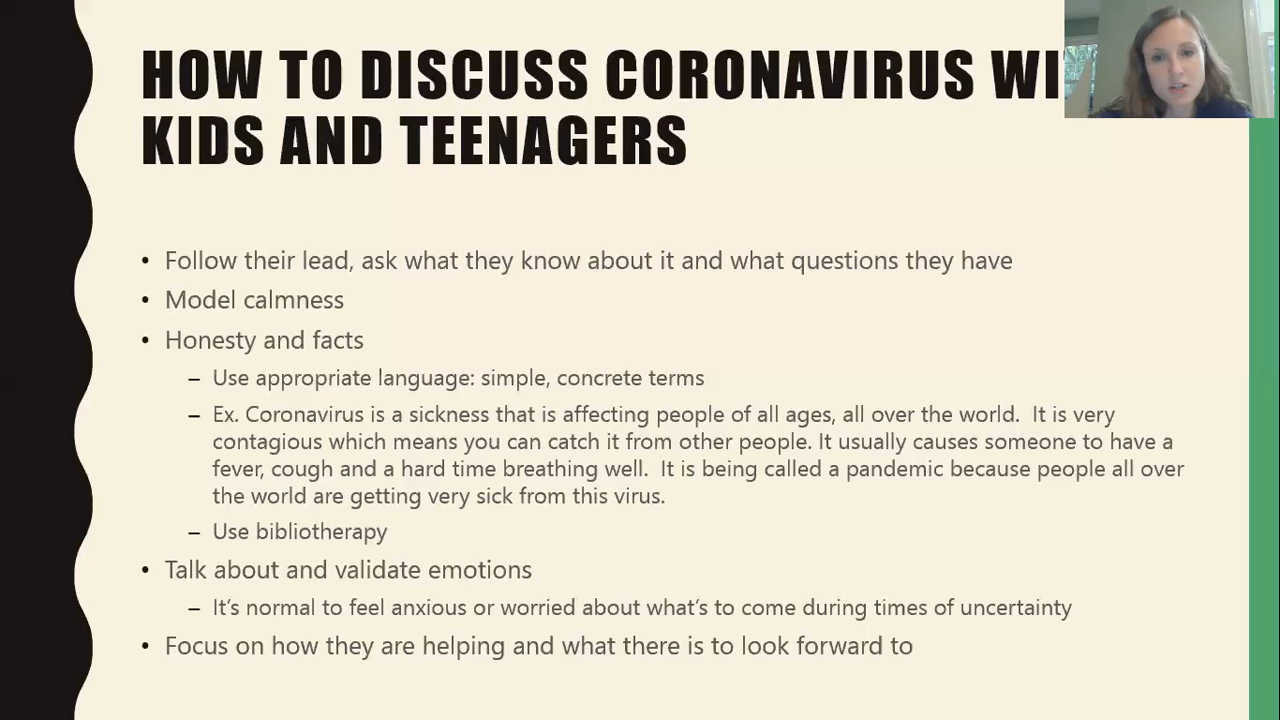 HOW TO DISCUSS CORONAVIRUS WI
KIDS AND TEENAGERS
• Follow their lead, ask what they know about it and what questions they have
• Model calmness
• Honesty and facts
– Use appropriate language: simple, concrete terms
– Ex. Coronavirus is a sickness that is affecting people of all ages, all over the world.  It is very
contagious which means you can catch it from other people. It usually causes someone to have a
fever, cough and a hard time breathing well.  It is being called a pandemic because people all over
the world are getting very sick from this virus.
– Use bibliotherapy
• Talk about and validate emotions
– It’s normal to feel anxious or worried about what’s to come during times of uncertainty
• Focus on how they are helping and what there is to look forward to